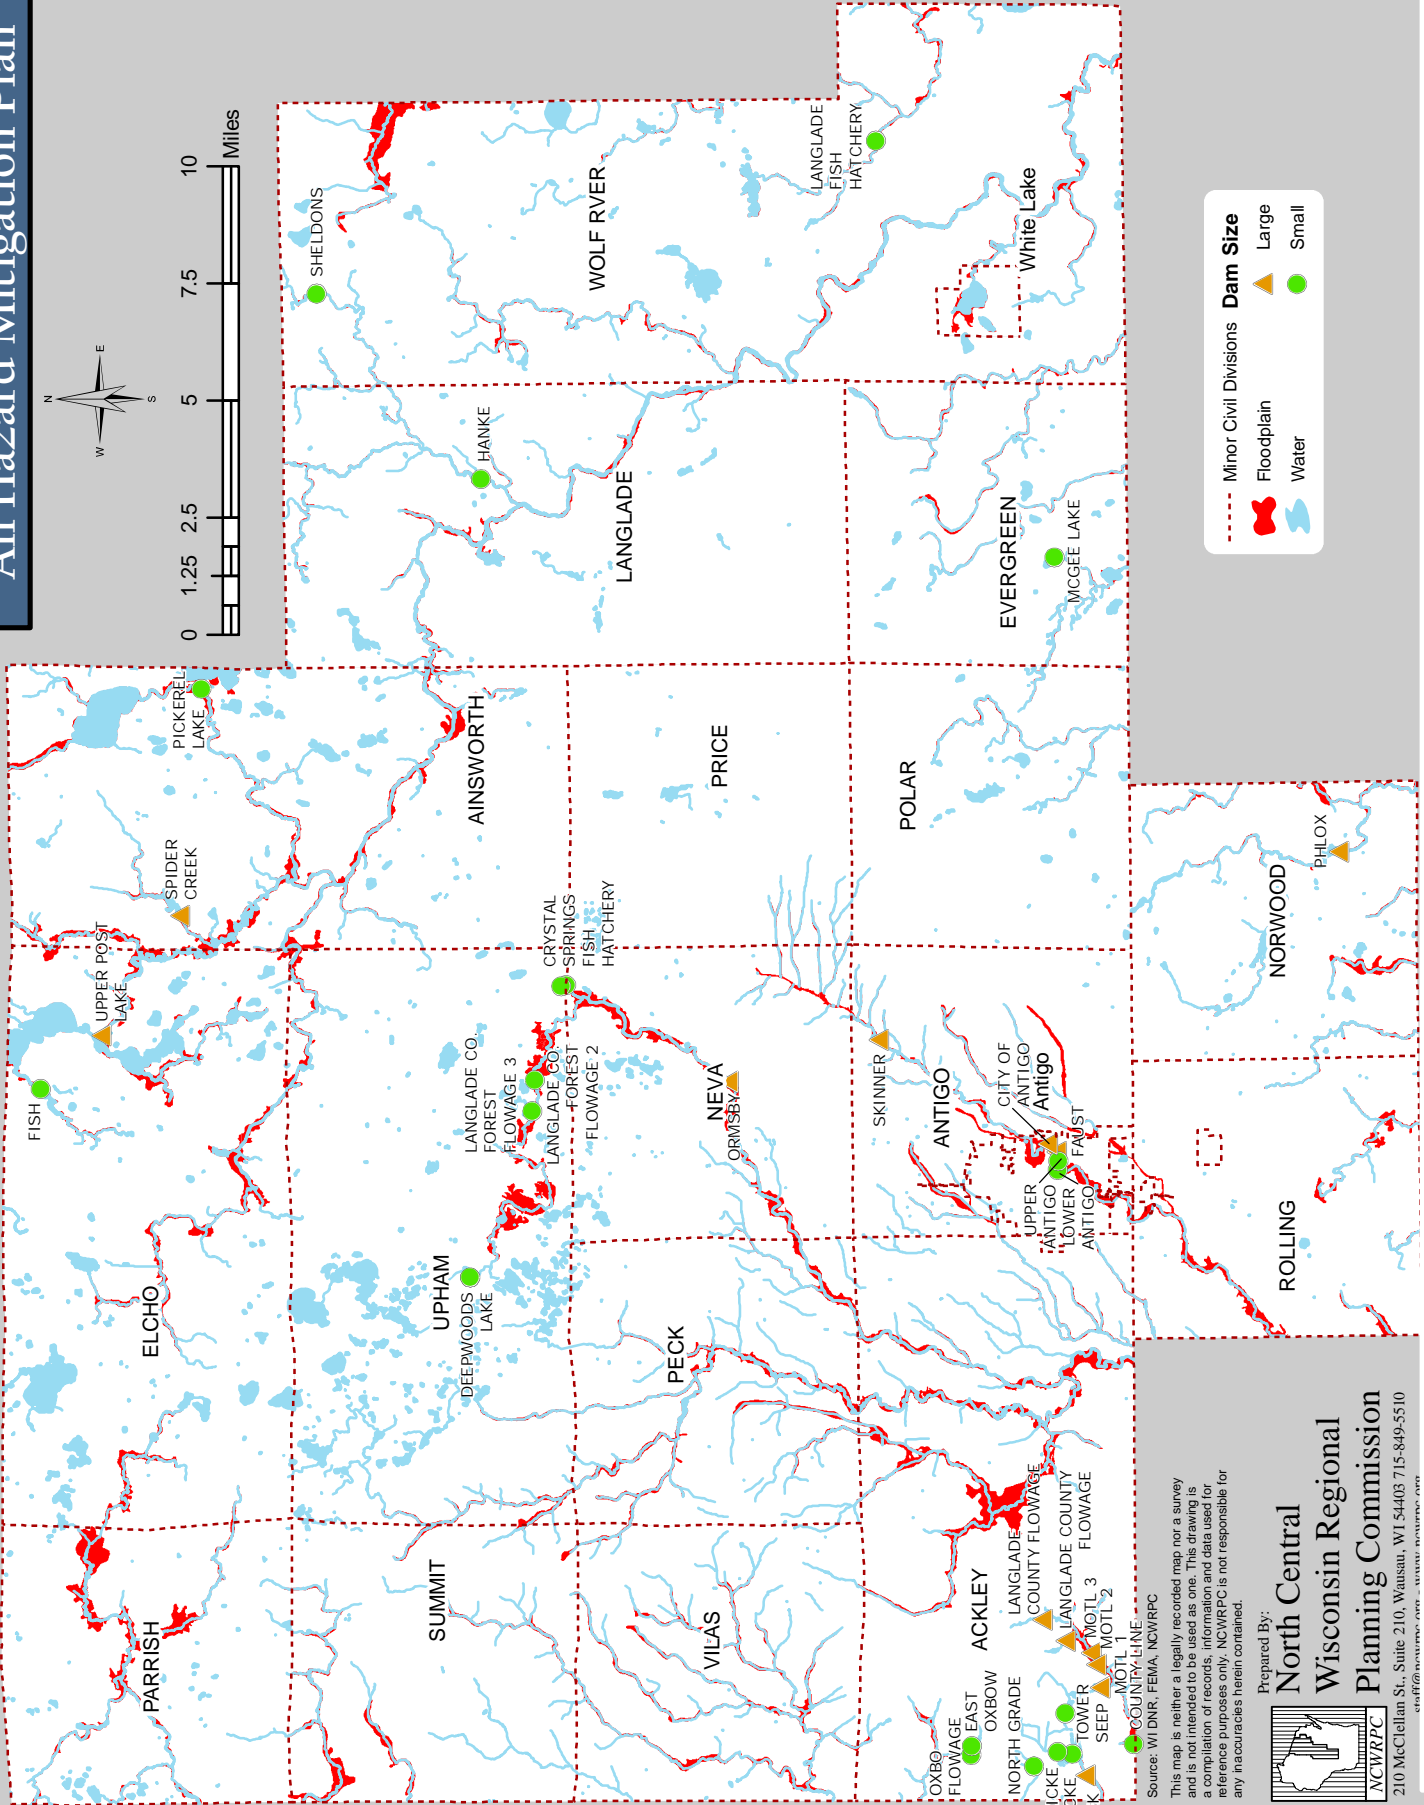 All Hazard Mitigation Plan
N
W
E
S
0
1.25
2.5
5
7.5
10
Miles
PICKEREL
LAKE
SPIDER
CREEK
UPPER POST
LAKE
FISH
ELCHO
PARRISH
AINSWORTH
SHELDONS
HANKE
LANGLADE
WOLF RVER
LANGLADE
FISH
HATCHERY
White Lake
EVERGREEN
MCGEE LAKE
PRICE
POLAR
CRYSTAL
SPRINGS
FISH
HATCHERY
LANGLADE CO.
FOREST
FLOWAGE 3
LANGLADE CO.
FOREST
FLOWAGE 2
UPHAM
DEEPWOODS
LAKE
NEVA
ORMSBY
SUMMIT
PECK
VILAS
SKINNER
ANTIGO
CITY OF
ANTIGO
Antigo
FAUST
UPPER
ANTIGO
LOWER
ANTIGO
NORWOOD
PHLOX
ROLLING
ACKLEY
LANGLADE
COUNTY FLOWAGE
LANGLADE COUNTY
FLOWAGE
MOTL 3
MOTL 2
MOTL 1
COUNTY LINE
OXBO
FLOWAGE
EAST
OXBOW
NORTH GRADE
TOWER
SEEP
Minor Civil Divisions
Floodplain
Water
Dam Size
Large
Small
Source: WI DNR, FEMA, NCWRPC
This map is neither a legally recorded map nor a survey
and is not intended to be used as one. This drawing is
a compilation of records, information and data used for
reference purposes only. NCWRPC is not responsible for
any inaccuracies herein contained.
Prepared By:
North Central
Wisconsin Regional
Planning Commission
NCWRPC
210 McClellan St., Suite 210, Wausau, WI 54403 715-849-5510
staff@ncwrpc.org - www.ncwrpc.org